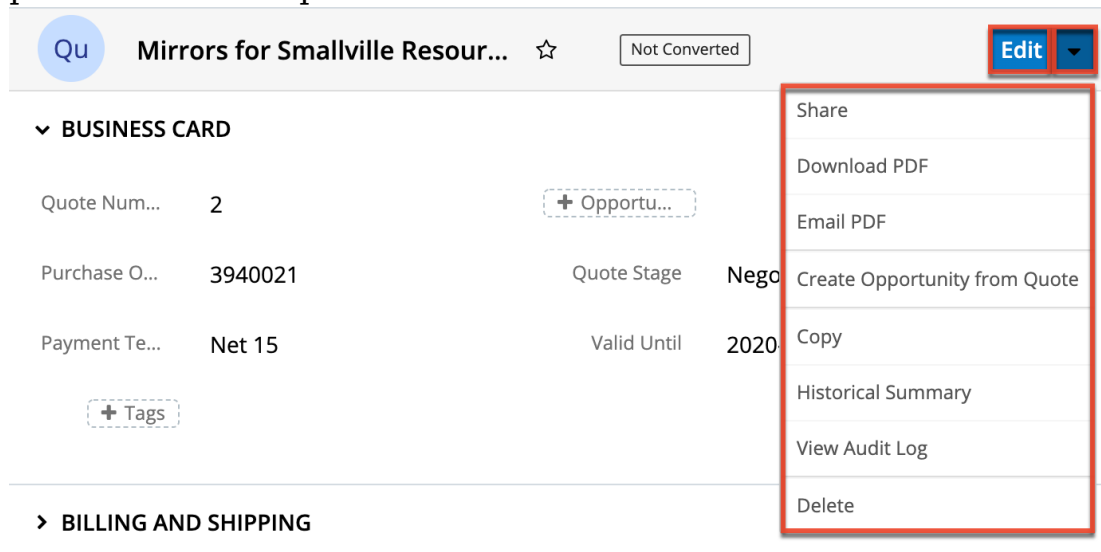 Qu
Mirrors for Smallville Resour...
Not Converted
Edit
Share
BUSINESS CARD
Download PDF
Quote Num...
2
+ Opportu...
Email PDF
Purchase O...
3940021
Quote Stage
Nego
Create Opportunity from Quote
Payment Te...
Net 15
Valid Until
2020
Copy
Historical Summary
+ Tags
View Audit Log
Delete
BILLING AND SHIPPING